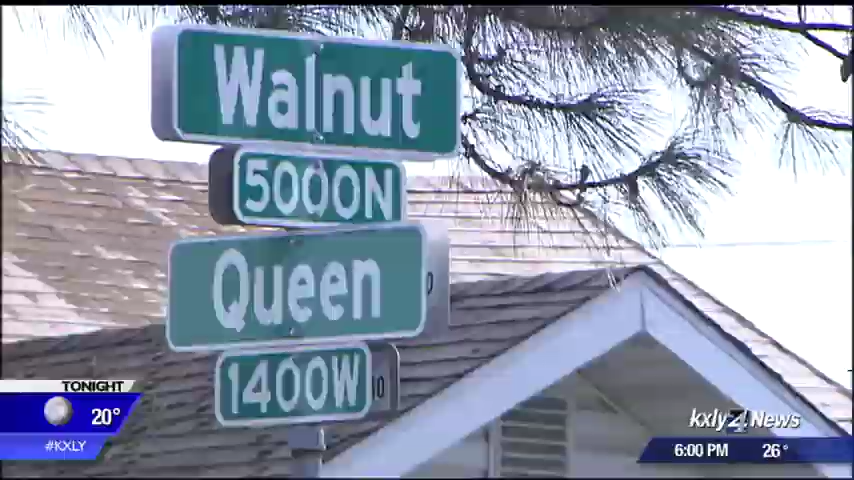 Walnut
5000N
Queen
1400W
TONIGHT
20°
#KXLY
kxly4 News
6:00 PM 26°